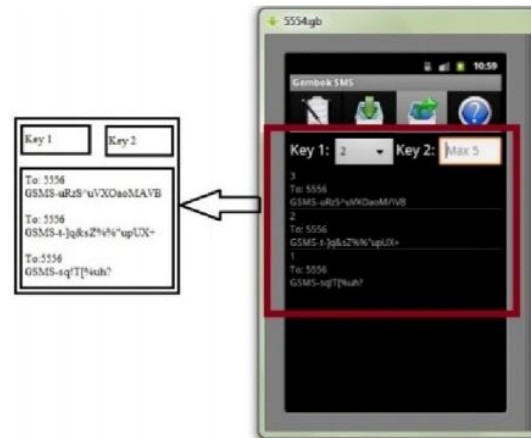 Key 1
Key 2
To: 5556
GSMS-uRzS^uVXOaoMAVB
To: 5556
GSMS-t-]q&sZ%%"upUX+
To:5556
GSMS-sq!T[%uh?
5554:gb
10:59
Gembok SMS
Key 1:
2
Key 2:
Max 5
3
To: 5556
GSMS-uRzS^uVXOaoMAVB
2
To: 5556
GSMS-t-]q&sZ%%"upUX+
1
To: 5556
GSMS-sq!T[%uh?